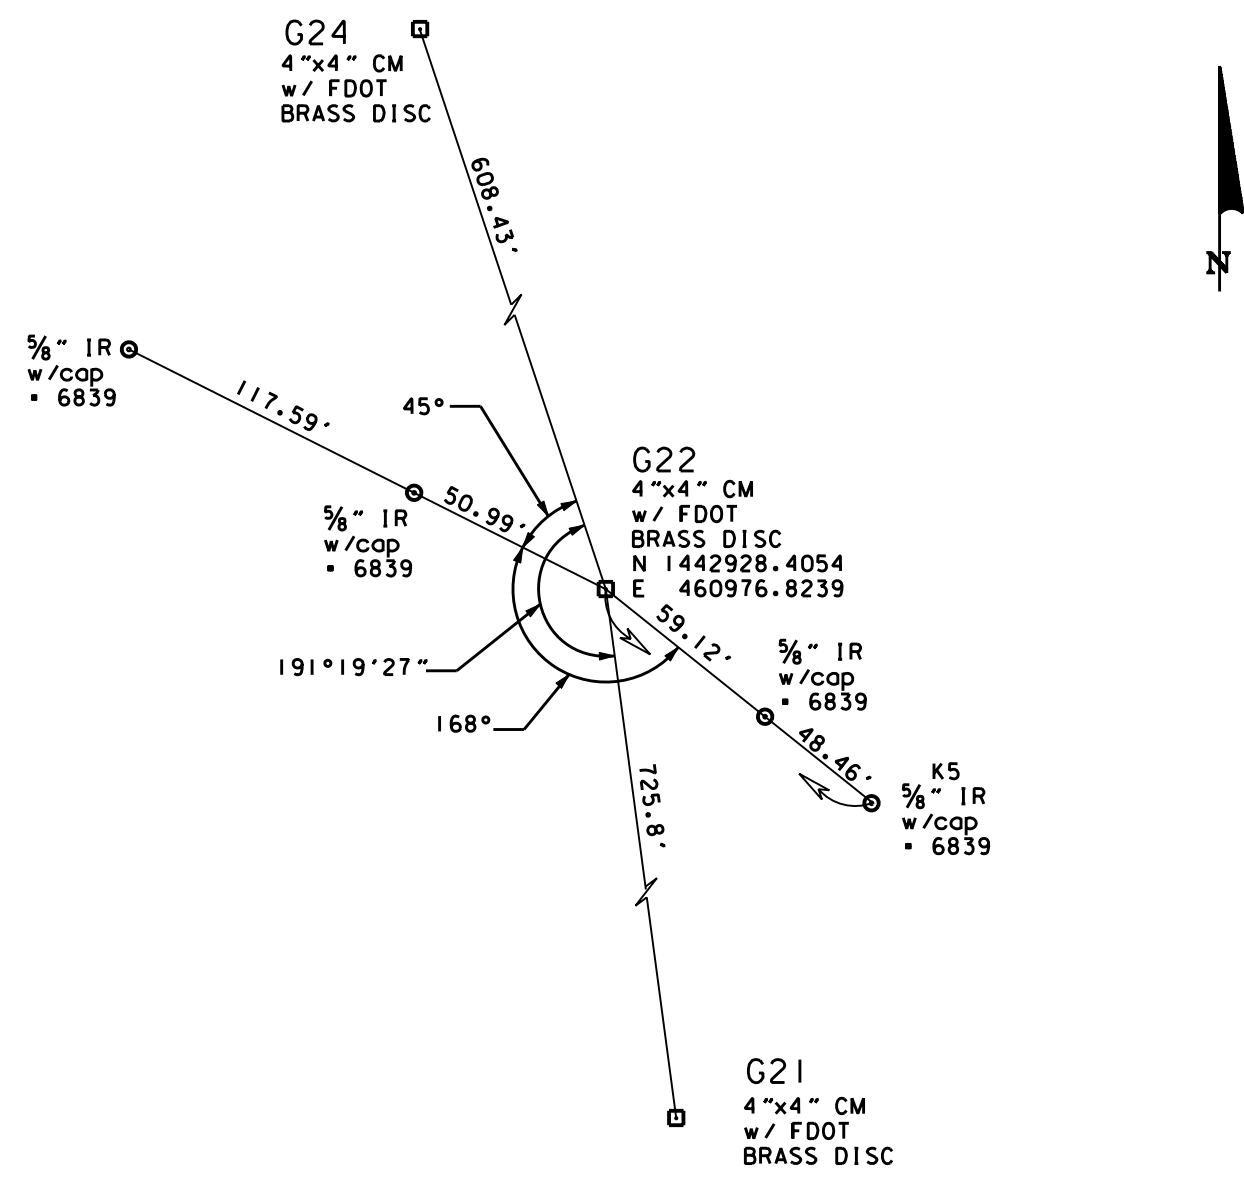 G24
4"x4" CM
w/ FDOT
BRASS DISC
608.43'
N
5/8" IR
w/cap
▪ 6839
117.59'
45°
50.99'
5/8" IR
w/cap
▪ 6839
G22
4"x4" CM
w/ FDOT
BRASS DISC
N 1442928.4054
E 460976.8239
59.12'
191°19'27"
168°
5/8" IR
w/cap
▪ 6839
48.46'
K5
5/8" IR
w/cap
▪ 6839
725.8'
G21
4"x4" CM
w/ FDOT
BRASS DISC